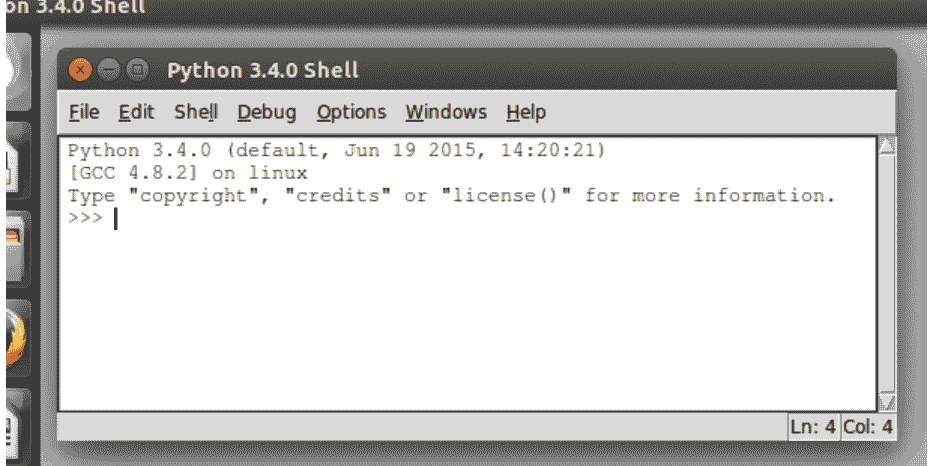 on 3.4.0 Shell
Python 3.4.0 Shell
File Edit Shell Debug Options Windows Help
Python 3.4.0 (default, Jun 19 2015, 14:20:21)
[GCC 4.8.2] on linux
Type "copyright", "credits" or "license()" for more information.
>>>
Ln: 4 Col: 4